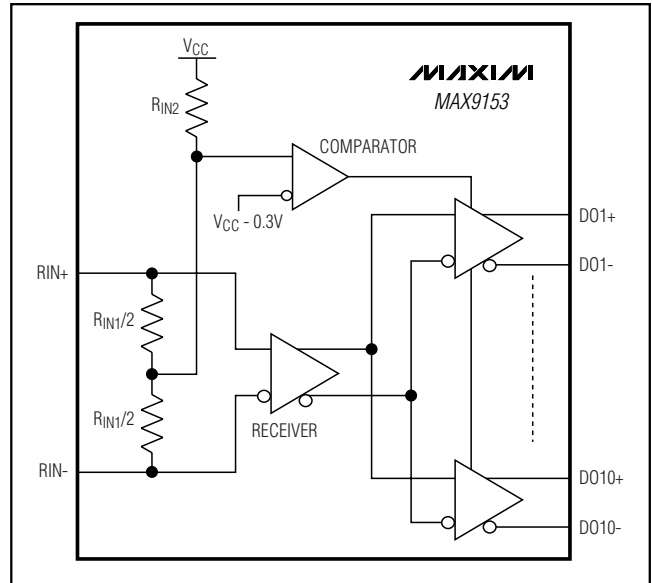 VCC
RIN2
MAXIM
MAX9153
COMPARATOR
VCC - 0.3V
DO1+
DO1-
RIN+
RIN1/2
RIN1/2
RECEIVER
RIN-
DO10+
DO10-